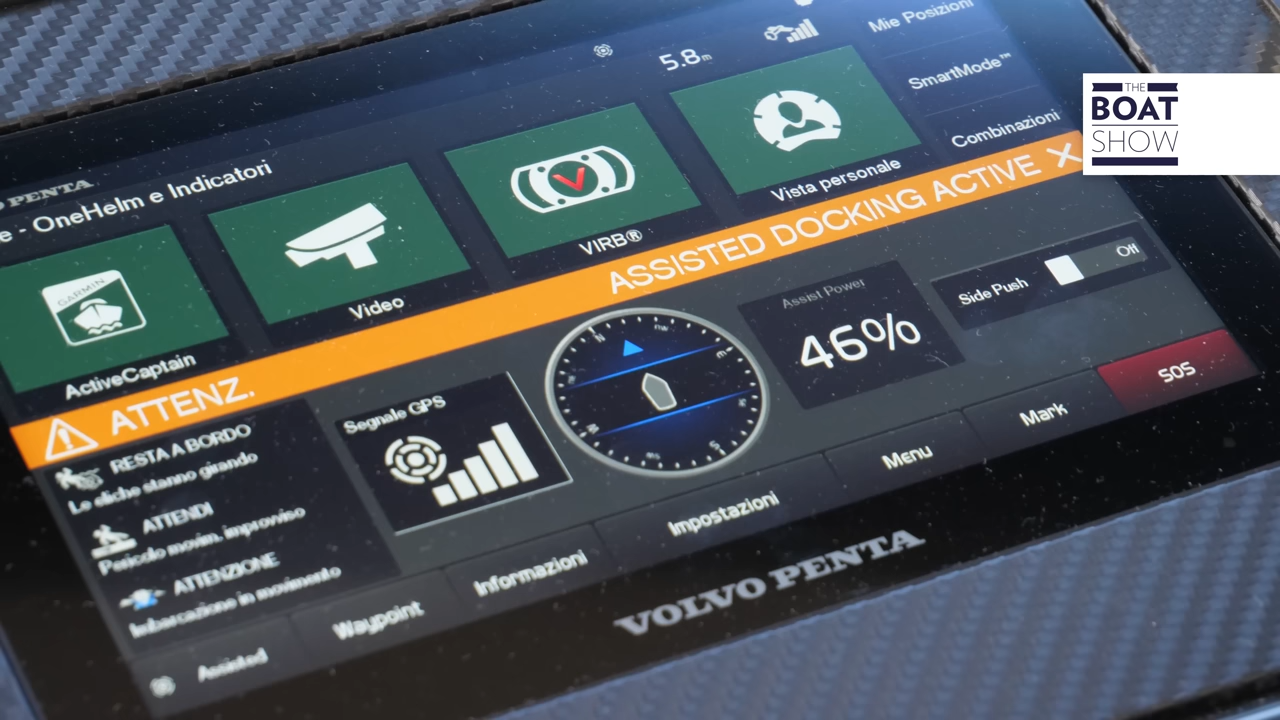 THE
BOAT
SHOW
5.8m
Mie Posizioni
SmartMode™
Combinazioni
PENTA
e - OneHelm e Indicatori
GARMIN
ActiveCaptain
Video
VIRB®
Vista personale
ATTENZ.
ASSISTED DOCKING ACTIVE X
RESTA A BORDO
Le eliche stanno girando
ATTENDI
Pericolo movim. improvviso
ATTENZIONE
Imbarcazione in movimento
Segnale GPS
Assist Power
46%
Side Push
Off
Assisted
Waypoint
Informazioni
Impostazioni
Menu
Mark
SOS
VOLVO PENTA